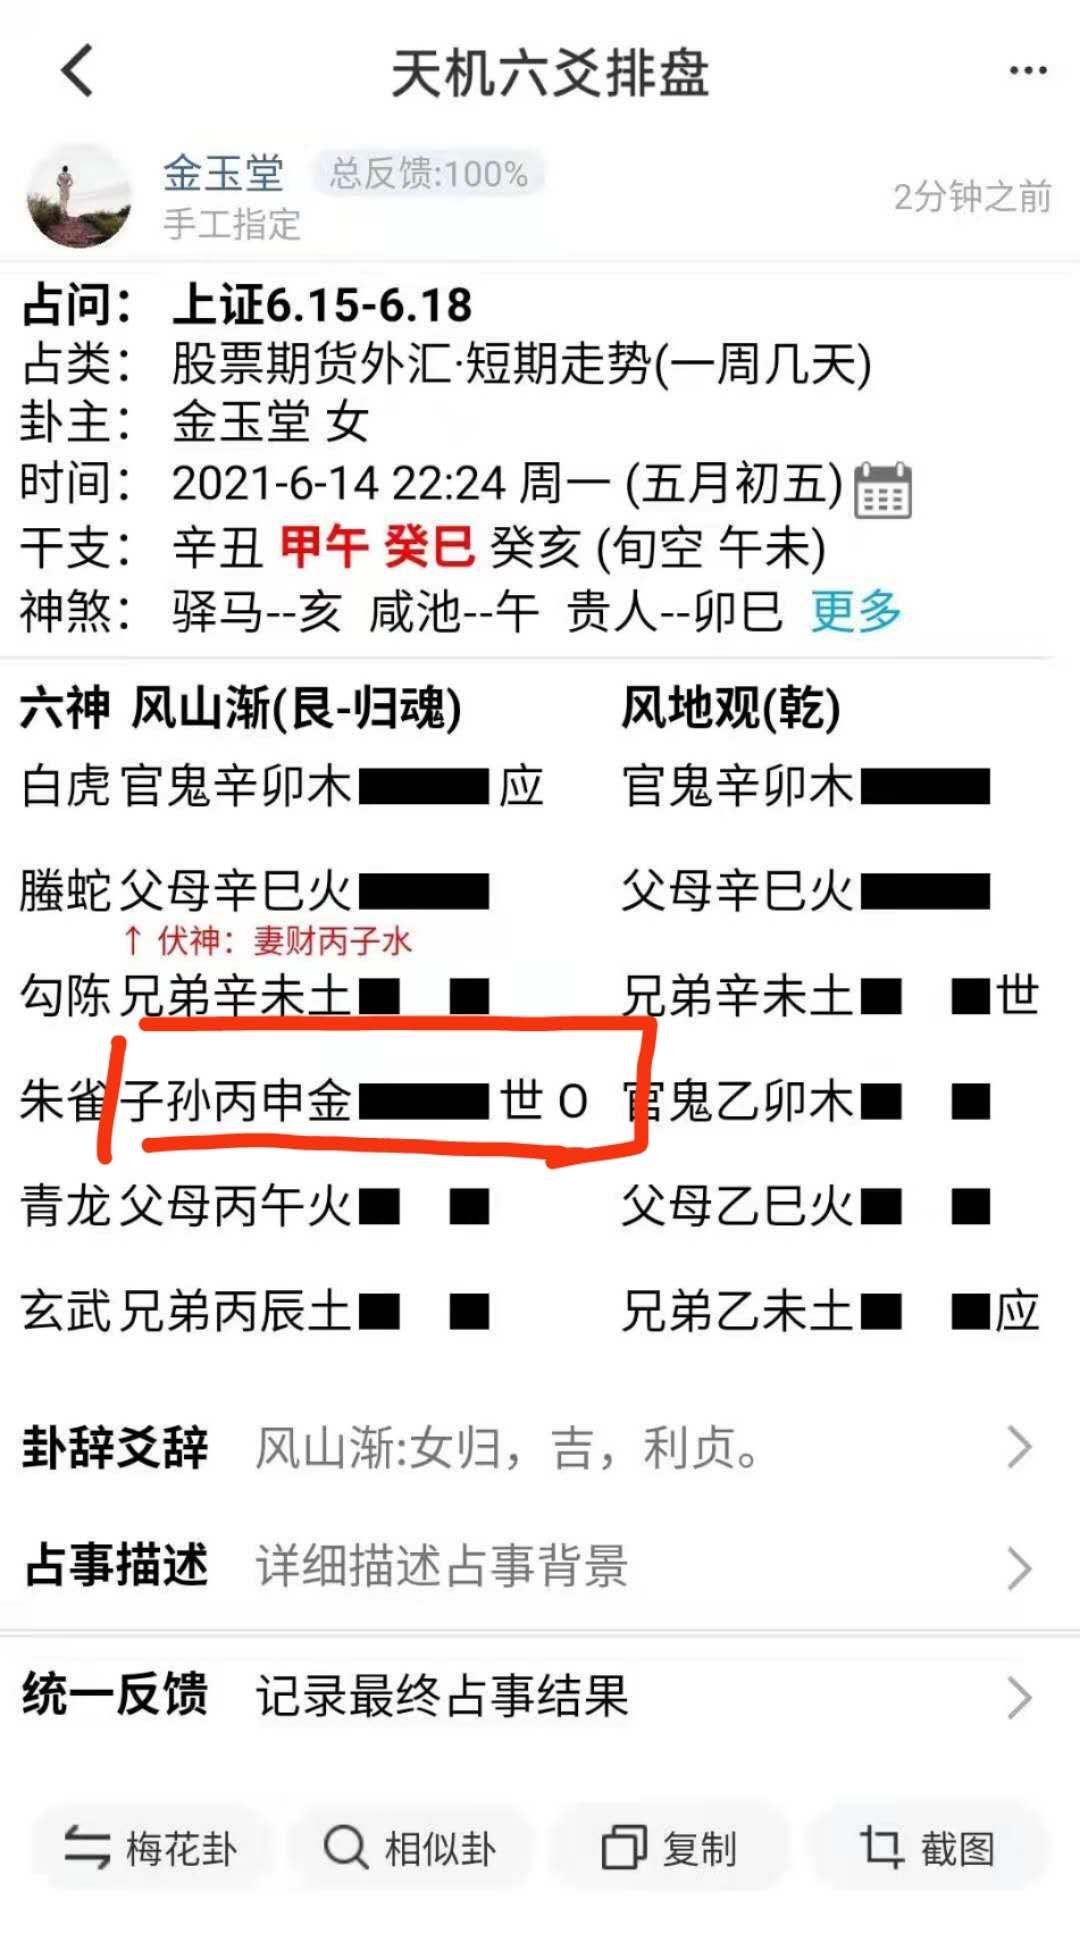 天机六爻排盘
金玉堂 总反馈:100%
手工指定
2分钟之前
占问： 上证6.15-6.18
占类： 股票期货外汇·短期走势(一周几天)
卦主： 金玉堂 女
时间： 2021-6-14 22:24 周一 (五月初五)
干支： 辛丑 甲午 癸巳 癸亥 (旬空 午未)
神煞： 驿马--亥 咸池--午 贵人--卯巳 更多
六神 风山渐(艮-归魂) 风地观(乾)
白虎 官鬼辛卯木 应 官鬼辛卯木
螣蛇 父母辛巳火 父母辛巳火
↑ 伏神：妻财丙子水
勾陈 兄弟辛未土 兄弟辛未土 世
朱雀 子孙丙申金 世 O 官鬼乙卯木
青龙 父母丙午火 父母乙巳火
玄武 兄弟丙辰土 兄弟乙未土 应
卦辞爻辞 风山渐:女归，吉，利贞。
占事描述 详细描述占事背景
统一反馈 记录最终占事结果
梅花卦 相似卦 复制 截图